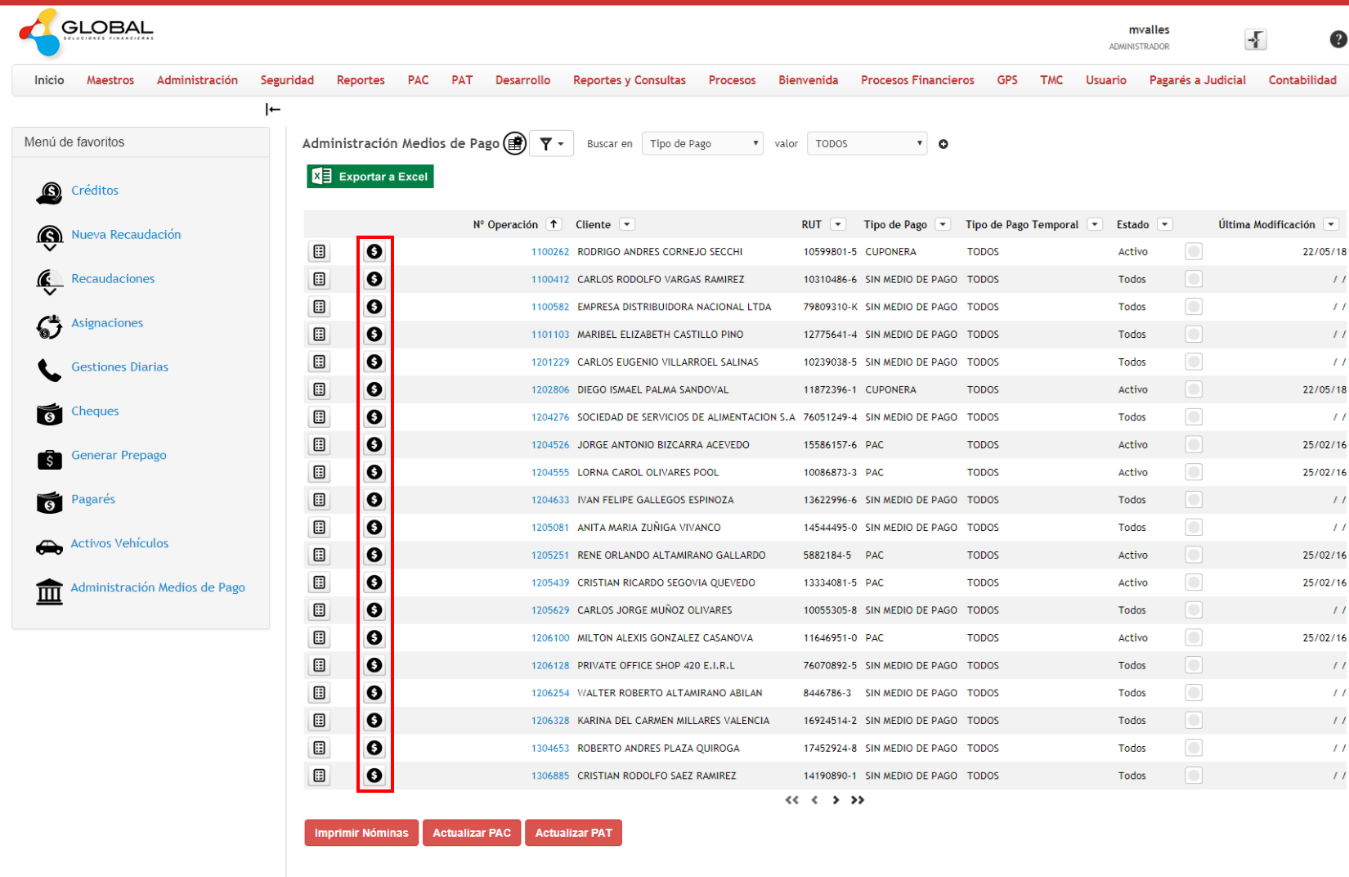 GLOBAL
SOLUCIONES FINANCIERAS
mvalles
ADMINISTRADOR
Inicio Maestros Administración Seguridad Reportes PAC PAT Desarrollo Reportes y Consultas Procesos Bienvenida Procesos Financieros GPS TMC Usuario Pagarés a Judicial Contabilidad
Menú de favoritos
Créditos
Nueva Recaudación
Recaudaciones
Asignaciones
Gestiones Diarias
Cheques
Generar Prepago
Pagarés
Activos Vehículos
Administración Medios de Pago
Administración Medios de Pago Buscar en Tipo de Pago valor TODOS
Exportar a Excel
Nº Operación Cliente RUT Tipo de Pago Tipo de Pago Temporal Estado Última Modificación
1100262 RODRIGO ANDRES CORNEJO SECCHI 10599801-5 CUPONERA TODOS Activo 22/05/18
1100412 CARLOS RODOLFO VARGAS RAMIREZ 10310486-6 SIN MEDIO DE PAGO TODOS Todos / /
1100582 EMPRESA DISTRIBUIDORA NACIONAL LTDA 79809310-K SIN MEDIO DE PAGO TODOS Todos / /
1101103 MARIBEL ELIZABETH CASTILLO PINO 12775641-4 SIN MEDIO DE PAGO TODOS Todos / /
1201229 CARLOS EUGENIO VILLARROEL SALINAS 10239038-5 SIN MEDIO DE PAGO TODOS Todos / /
1202806 DIEGO ISMAEL PALMA SANDOVAL 11872396-1 CUPONERA TODOS Activo 22/05/18
1204276 SOCIEDAD DE SERVICIOS DE ALIMENTACION S.A 76051249-4 SIN MEDIO DE PAGO TODOS Todos / /
1204526 JORGE ANTONIO BIZCARRA ACEVEDO 15586157-6 PAC TODOS Activo 25/02/16
1204555 LORNA CAROL OLIVARES POOL 10086873-3 PAC TODOS Activo 25/02/16
1204633 IVAN FELIPE GALLEGOS ESPINOZA 13622996-6 SIN MEDIO DE PAGO TODOS Todos / /
1205081 ANITA MARIA ZUÑIGA VIVANCO 14544495-0 SIN MEDIO DE PAGO TODOS Todos / /
1205251 RENE ORLANDO ALTAMIRANO GALLARDO 5882184-5 PAC TODOS Activo 25/02/16
1205439 CRISTIAN RICARDO SEGOVIA QUEVEDO 13334081-5 PAC TODOS Activo 25/02/16
1205629 CARLOS JORGE MUÑOZ OLIVARES 10055305-8 SIN MEDIO DE PAGO TODOS Todos / /
1206100 MILTON ALEXIS GONZALEZ CASANOVA 11646951-0 PAC TODOS Activo 25/02/16
1206128 PRIVATE OFFICE SHOP 420 E.I.R.L 76070892-5 SIN MEDIO DE PAGO TODOS Todos / /
1206254 WALTER ROBERTO ALTAMIRANO ABILAN 8446786-3 SIN MEDIO DE PAGO TODOS Todos / /
1206328 KARINA DEL CARMEN MILLARES VALENCIA 16924514-2 SIN MEDIO DE PAGO TODOS Todos / /
1304653 ROBERTO ANDRES PLAZA QUIROGA 17452924-8 SIN MEDIO DE PAGO TODOS Todos / /
1306885 CRISTIAN RODOLFO SAEZ RAMIREZ 14190890-1 SIN MEDIO DE PAGO TODOS Todos / /
Imprimir Nóminas Actualizar PAC Actualizar PAT